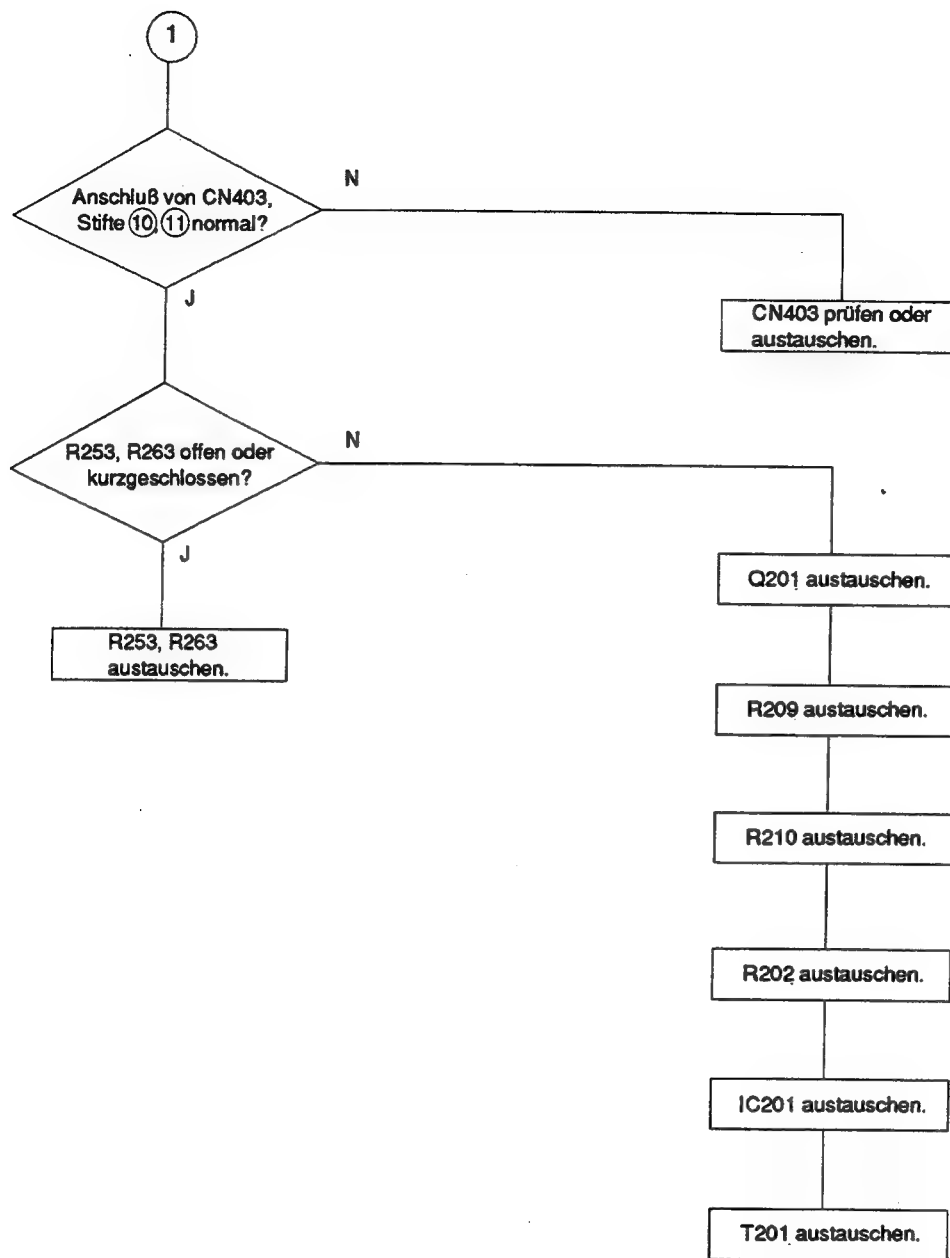 1
Anschluß von CN403,
Stifte 10, 11 normal?
N
J
CN403 prüfen oder
austauschen.
R253, R263 offen oder
kurzgeschlossen?
N
J
Q201 austauschen.
R253, R263
austauschen.
R209 austauschen.
R210 austauschen.
R202 austauschen.
IC201 austauschen.
T201 austauschen.